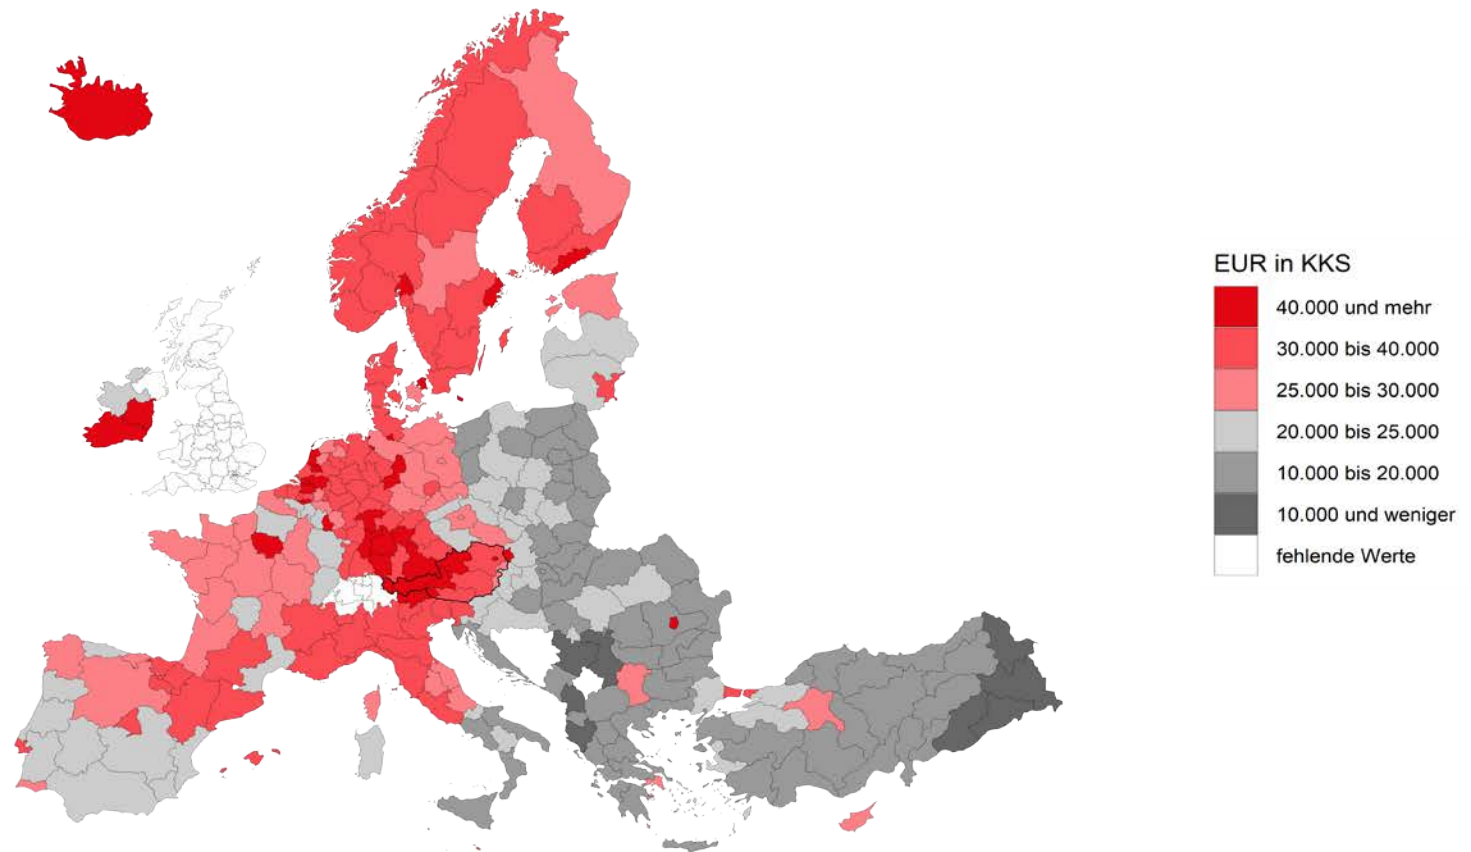 EUR in KKS
40.000 und mehr
30.000 bis 40.000
25.000 bis 30.000
20.000 bis 25.000
10.000 bis 20.000
10.000 und weniger
fehlende Werte